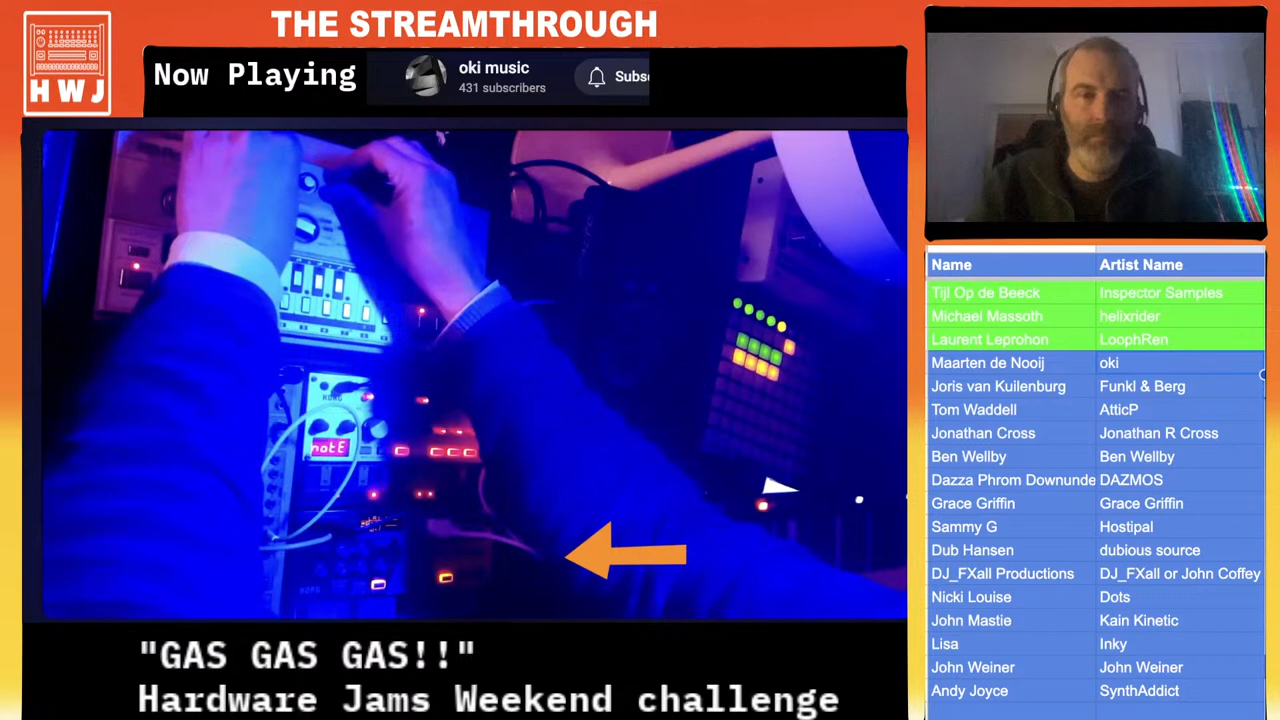 THE STREAMTHROUGH
HWJ
Now Playing
oki music
431 subscribers
Subs
KORG
notE
"GAS GAS GAS!!"
Hardware Jams Weekend challenge
Name Artist Name
Tijl Op de Beeck Inspector Samples
Michael Massoth helixrider
Laurent Leprohon LoophRen
Maarten de Nooij oki
Joris van Kuilenburg Funkl & Berg
Tom Waddell AtticP
Jonathan Cross Jonathan R Cross
Ben Wellby Ben Wellby
Dazza Phrom Downunde DAZMOS
Grace Griffin Grace Griffin
Sammy G Hostipal
Dub Hansen dubious source
DJ_FXall Productions DJ_FXall or John Coffey
Nicki Louise Dots
John Mastie Kain Kinetic
Lisa Inky
John Weiner John Weiner
Andy Joyce SynthAddict